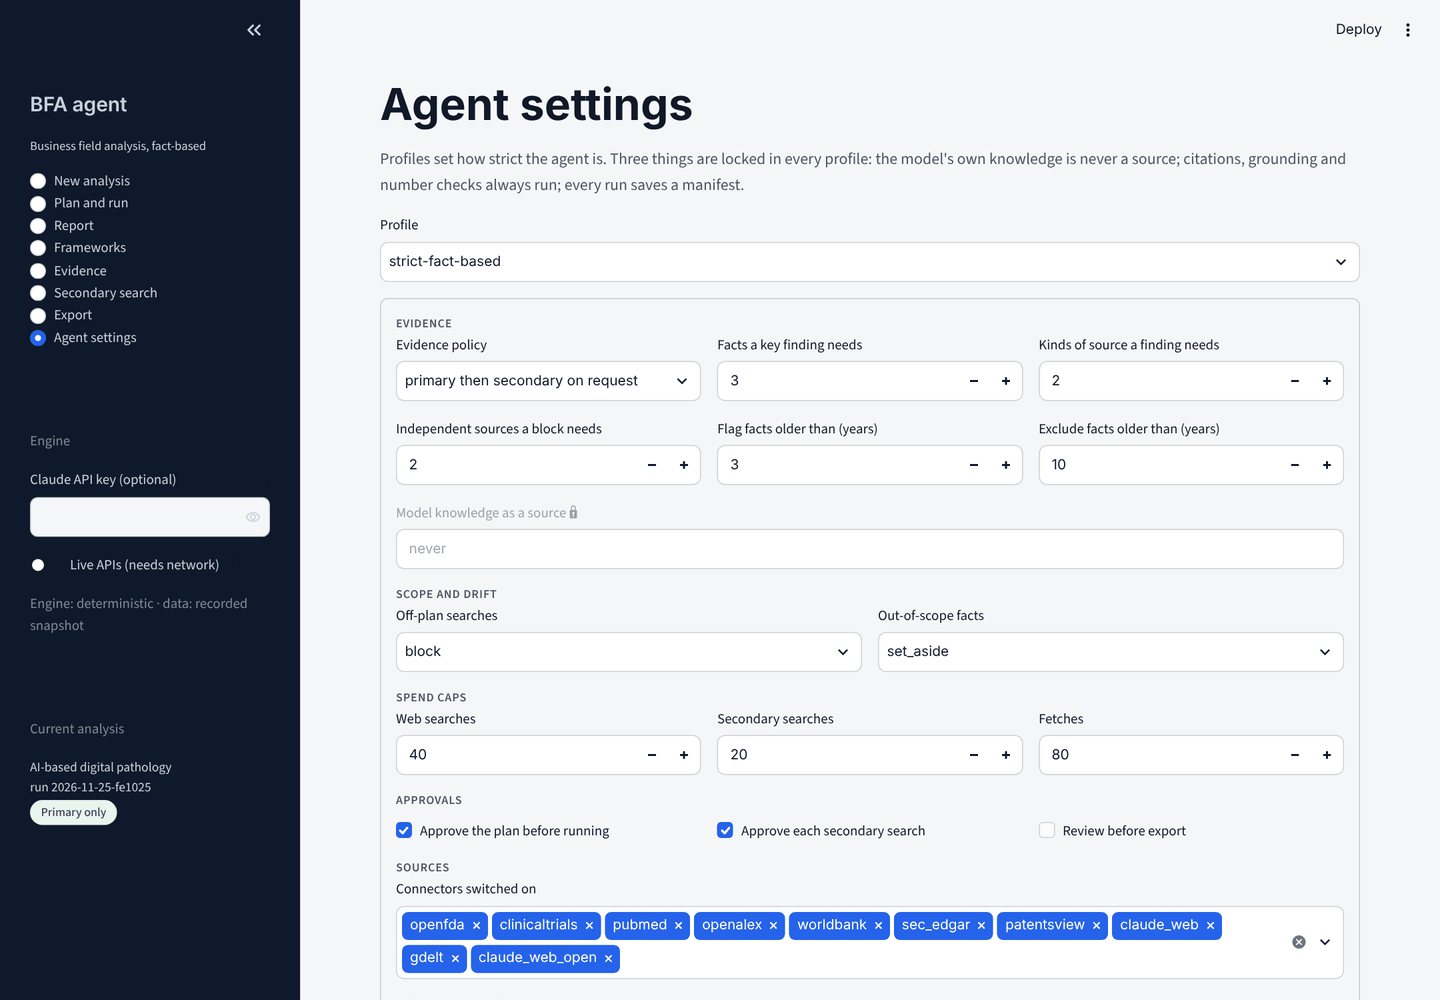 Deploy
BFA agent
Business field analysis, fact-based
New analysis
Plan and run
Report
Frameworks
Evidence
Secondary search
Export
Agent settings
Engine
Claude API key (optional)
Live APIs (needs network)
Engine: deterministic · data: recorded
snapshot
Current analysis
AI-based digital pathology
run 2026-11-25-fe1025
Primary only
Agent settings
Profiles set how strict the agent is. Three things are locked in every profile: the model's own knowledge is never a source; citations, grounding and
number checks always run; every run saves a manifest.
Profile
strict-fact-based
EVIDENCE
Evidence policy Facts a key finding needs Kinds of source a finding needs
primary then secondary on request 3 2
Independent sources a block needs Flag facts older than (years) Exclude facts older than (years)
2 3 10
Model knowledge as a source
never
SCOPE AND DRIFT
Off-plan searches Out-of-scope facts
block set_aside
SPEND CAPS
Web searches Secondary searches Fetches
40 20 80
APPROVALS
Approve the plan before running Approve each secondary search Review before export
SOURCES
Connectors switched on
openfda clinicaltrials pubmed openalex worldbank sec_edgar patentsview claude_web
gdelt claude_web_open